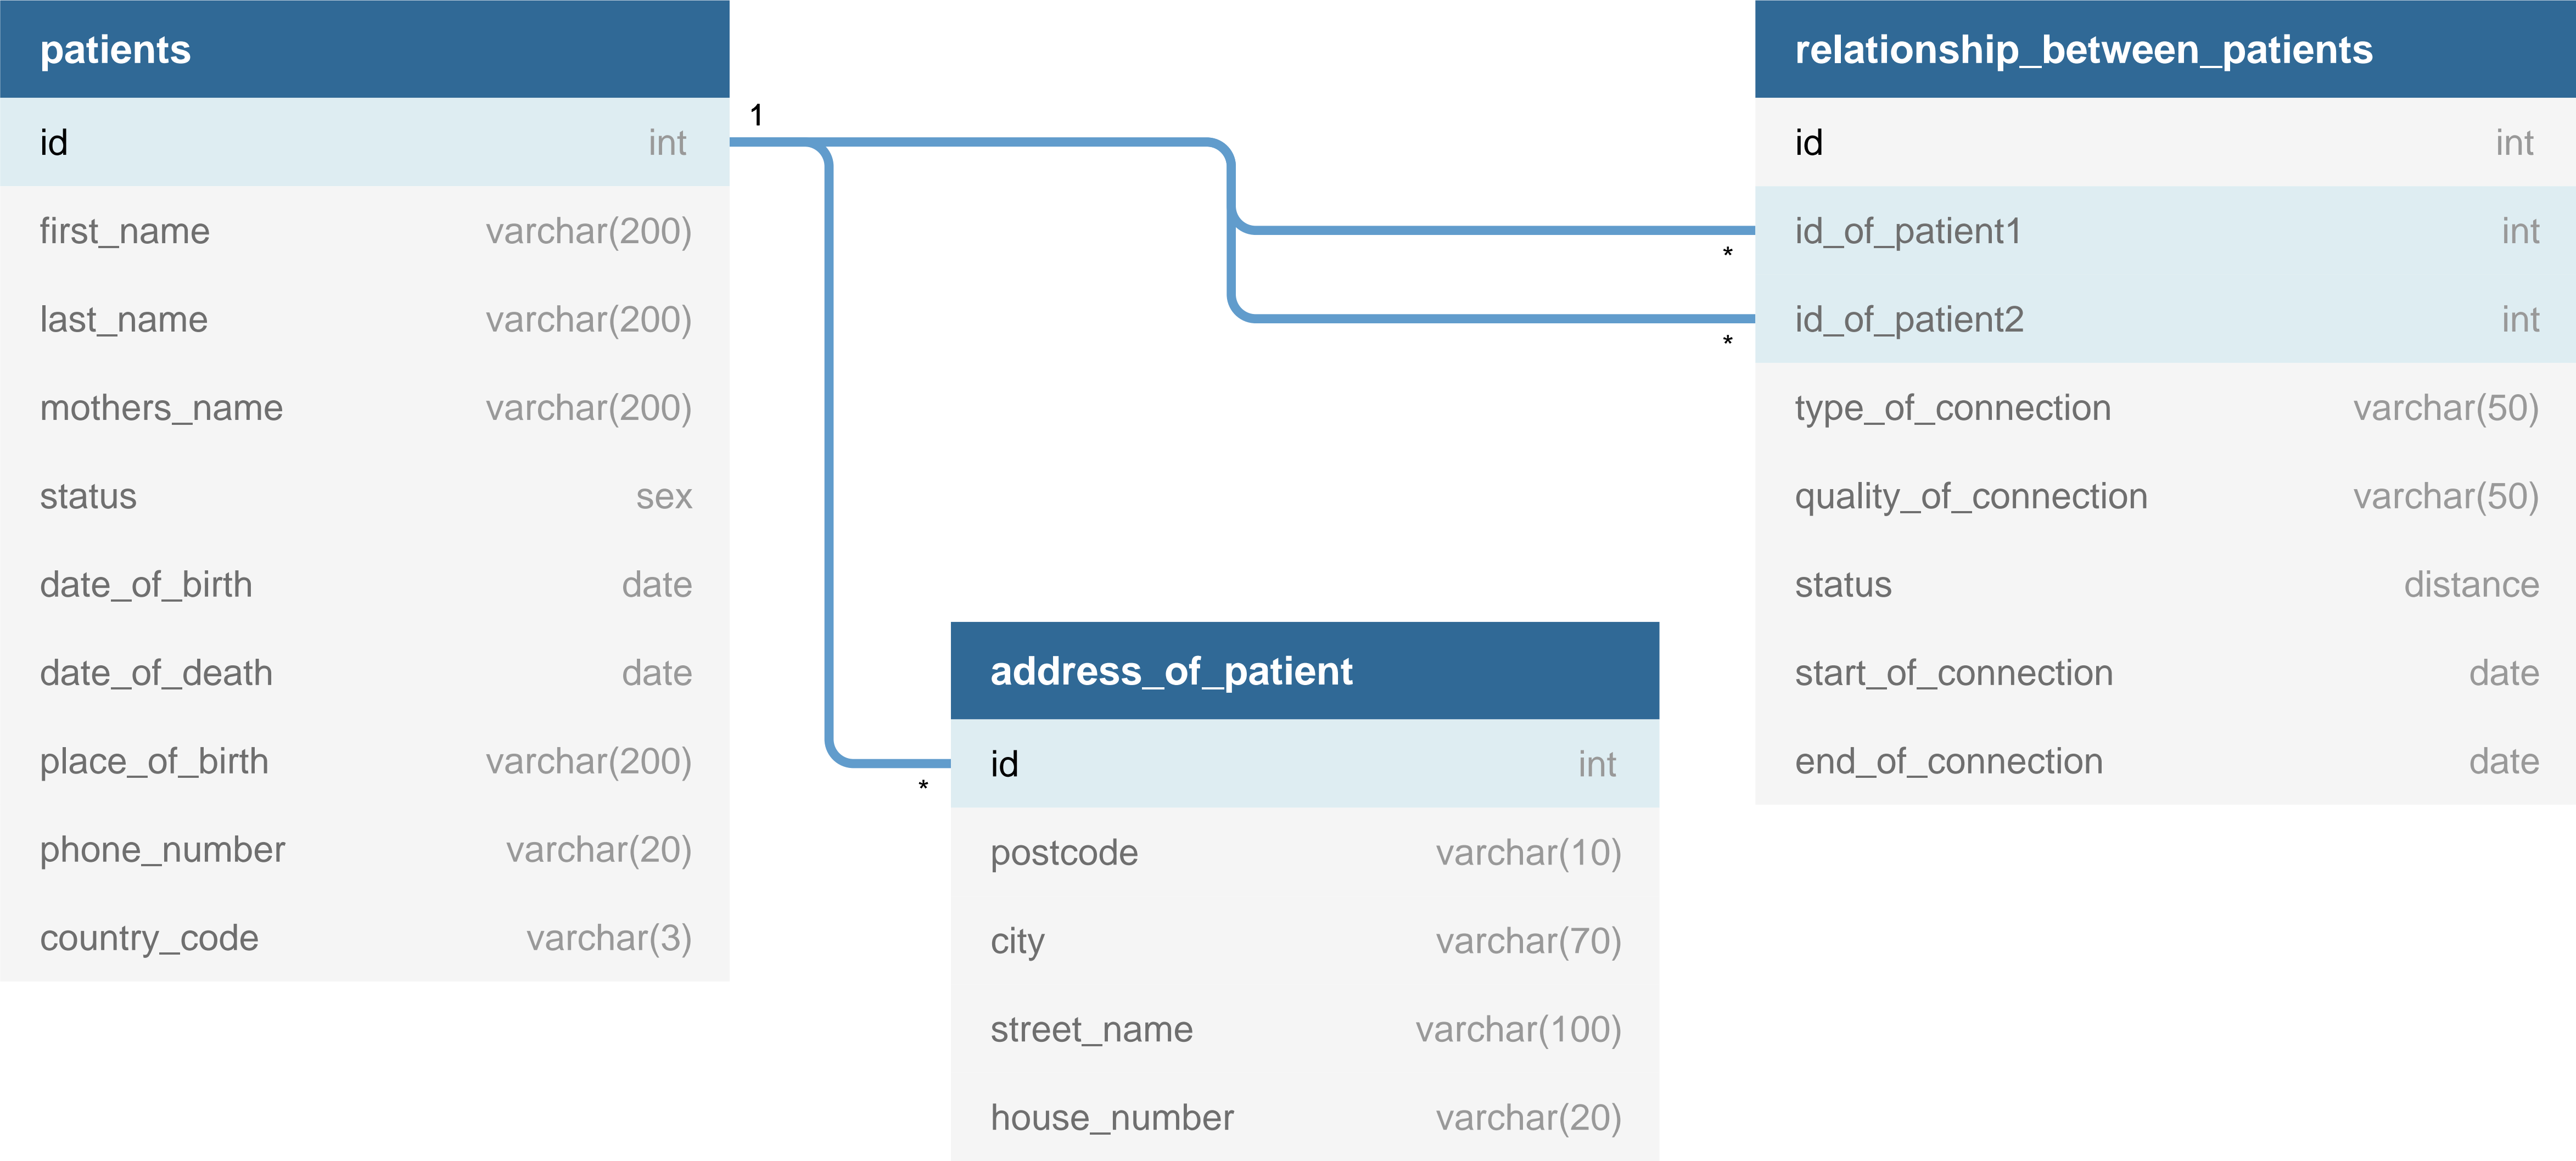 patients
id int
first_name varchar(200)
last_name varchar(200)
mothers_name varchar(200)
status sex
date_of_birth date
date_of_death date
place_of_birth varchar(200)
phone_number varchar(20)
country_code varchar(3)
1
*
*
*
relationship_between_patients
id int
id_of_patient1 int
id_of_patient2 int
type_of_connection varchar(50)
quality_of_connection varchar(50)
status distance
start_of_connection date
end_of_connection date
address_of_patient
id int
postcode varchar(10)
city varchar(70)
street_name varchar(100)
house_number varchar(20)